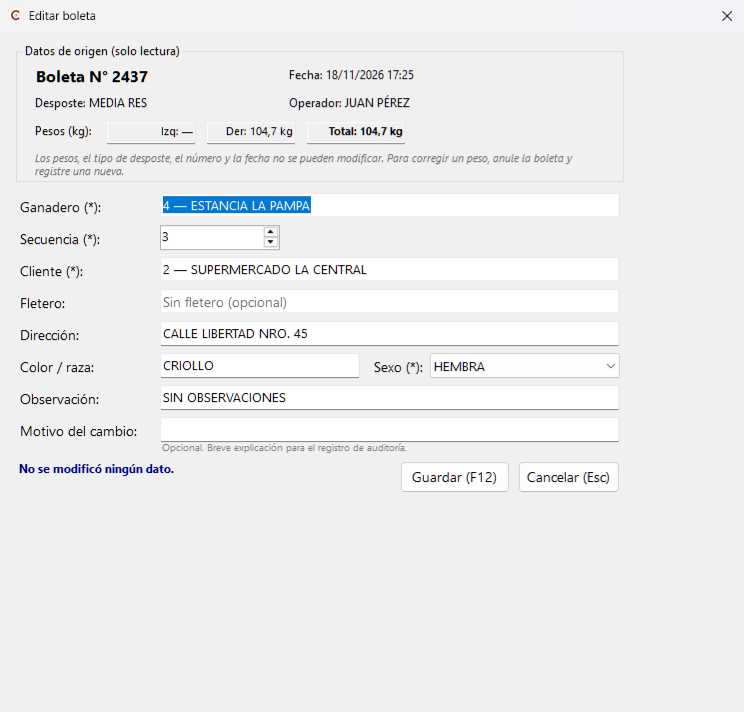 Editar boleta
Datos de origen (solo lectura)
Boleta N° 2437
Fecha: 18/11/2026 17:25
Desposte: MEDIA RES
Operador: JUAN PÉREZ
Pesos (kg): Izq: — Der: 104,7 kg Total: 104,7 kg
Los pesos, el tipo de desposte, el número y la fecha no se pueden modificar. Para corregir un peso, anule la boleta y
registre una nueva.
Ganadero (*): 4 — ESTANCIA LA PAMPA
Secuencia (*): 3
Cliente (*): 2 — SUPERMERCADO LA CENTRAL
Fletero: Sin fletero (opcional)
Dirección: CALLE LIBERTAD NRO. 45
Color / raza: CRIOLLO Sexo (*): HEMBRA
Observación: SIN OBSERVACIONES
Motivo del cambio:
Opcional. Breve explicación para el registro de auditoría.
No se modificó ningún dato.
Guardar (F12) Cancelar (Esc)